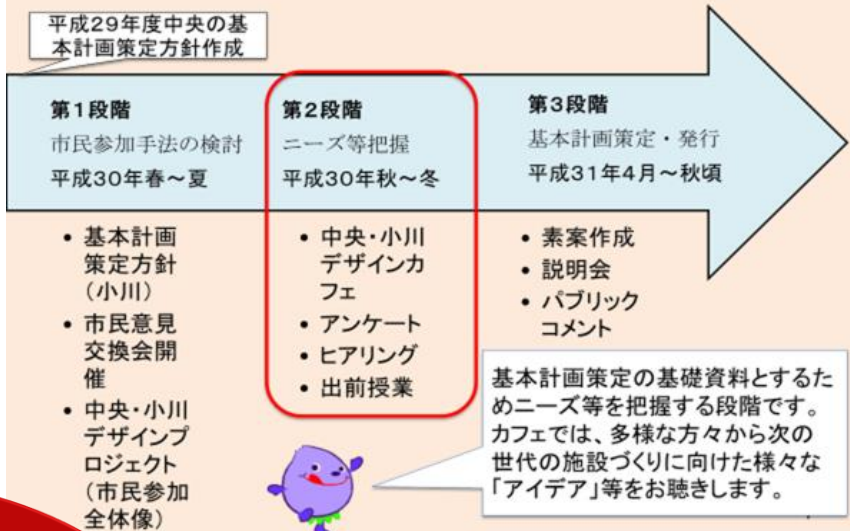 平成29年度中央の基
本計画策定方針作成
第1段階
市民参加手法の検討
平成30年春～夏
第2段階
ニーズ等把握
平成30年秋～冬
第3段階
基本計画策定・発行
平成31年4月～秋頃
• 基本計画
策定方針
（小川）
• 市民意見
交換会開
催
• 中央・小川
デザインプ
ロジェクト
（市民参加
全体像）
• 中央・小川
デザインカ
フェ
• アンケート
• ヒアリング
• 出前授業
• 素案作成
• 説明会
• パブリック
コメント
基本計画策定の基礎資料とするた
めニーズ等を把握する段階です。
カフェでは、多様な方々から次の
世代の施設づくりに向けた様々な
「アイデア」等をお聴きします。